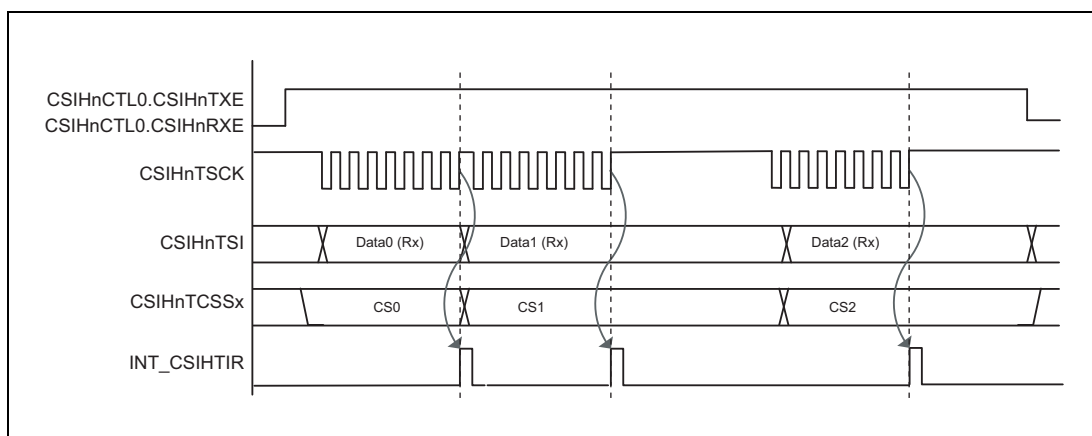 CSIHnCTL0.CSIHnTXE
CSIHnCTL0.CSIHnRXE
CSIHnTSCK
CSIHnTSI
Data0 (Rx)
Data1 (Rx)
Data2 (Rx)
CSIHnTCSSx
CS0
CS1
CS2
INT_CSIHTIR